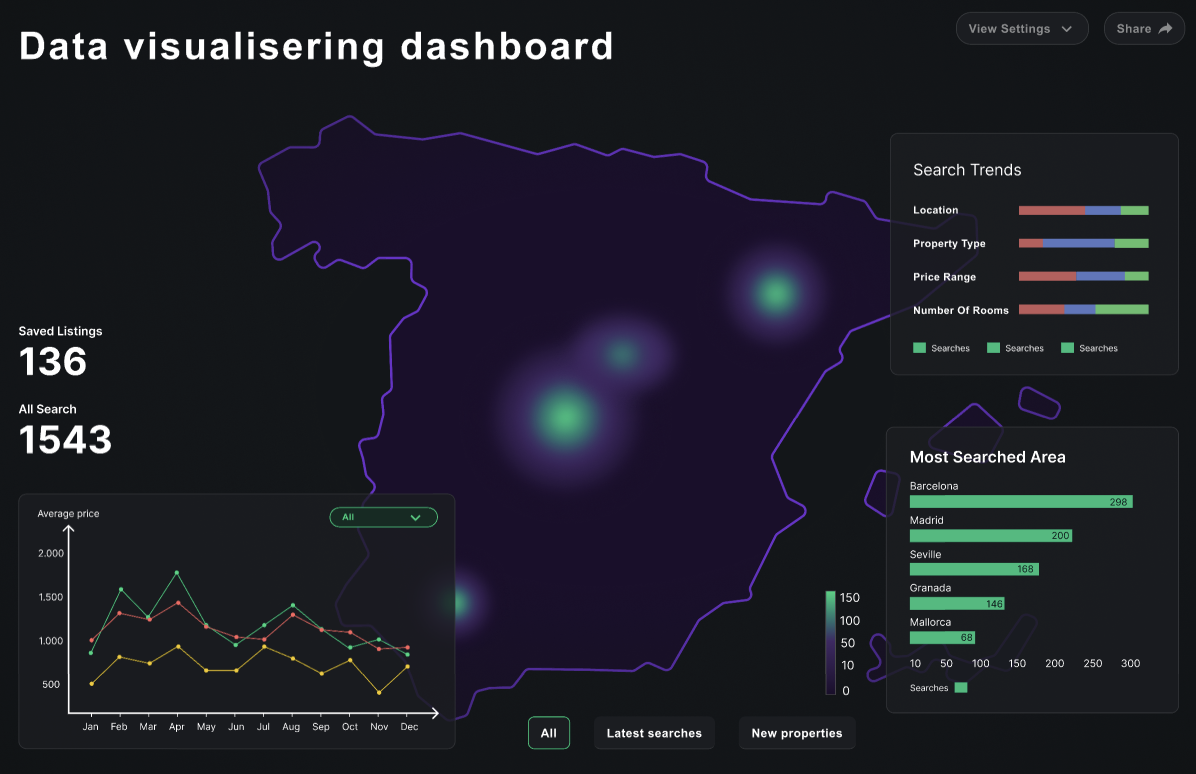 Data visualisering dashboard
View Settings
Share
Search Trends
Location
Property Type
Price Range
Number Of Rooms
Searches Searches Searches
Saved Listings
136
All Search
1543
Average price
All
2.000
1.500
1.000
500
Jan Feb Mar Apr May Jun Jul Aug Sep Oct Nov Dec
150
100
50
10
0
Most Searched Area
Barcelona
298
Madrid
200
Seville
168
Granada
146
Mallorca
68
10 50 100 150 200 250 300
Searches
All
Latest searches
New properties